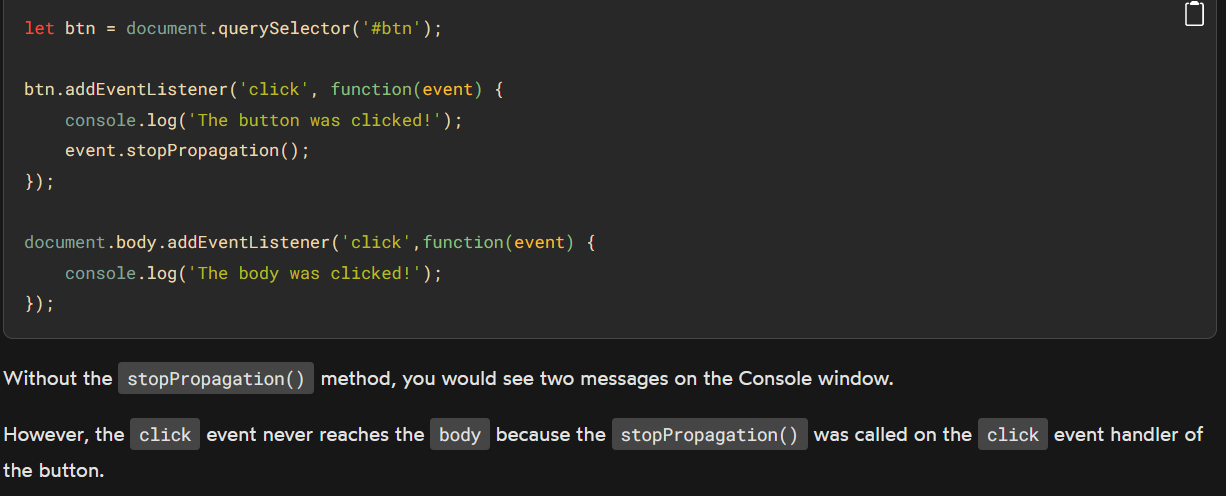 let btn = document.querySelector('#btn');
btn.addEventListener('click', function(event) {
    console.log('The button was clicked!');
    event.stopPropagation();
});
document.body.addEventListener('click',function(event) {
    console.log('The body was clicked!');
});
Without the stopPropagation() method, you would see two messages on the Console window.
However, the click event never reaches the body because the stopPropagation() was called on the click event handler of
the button.